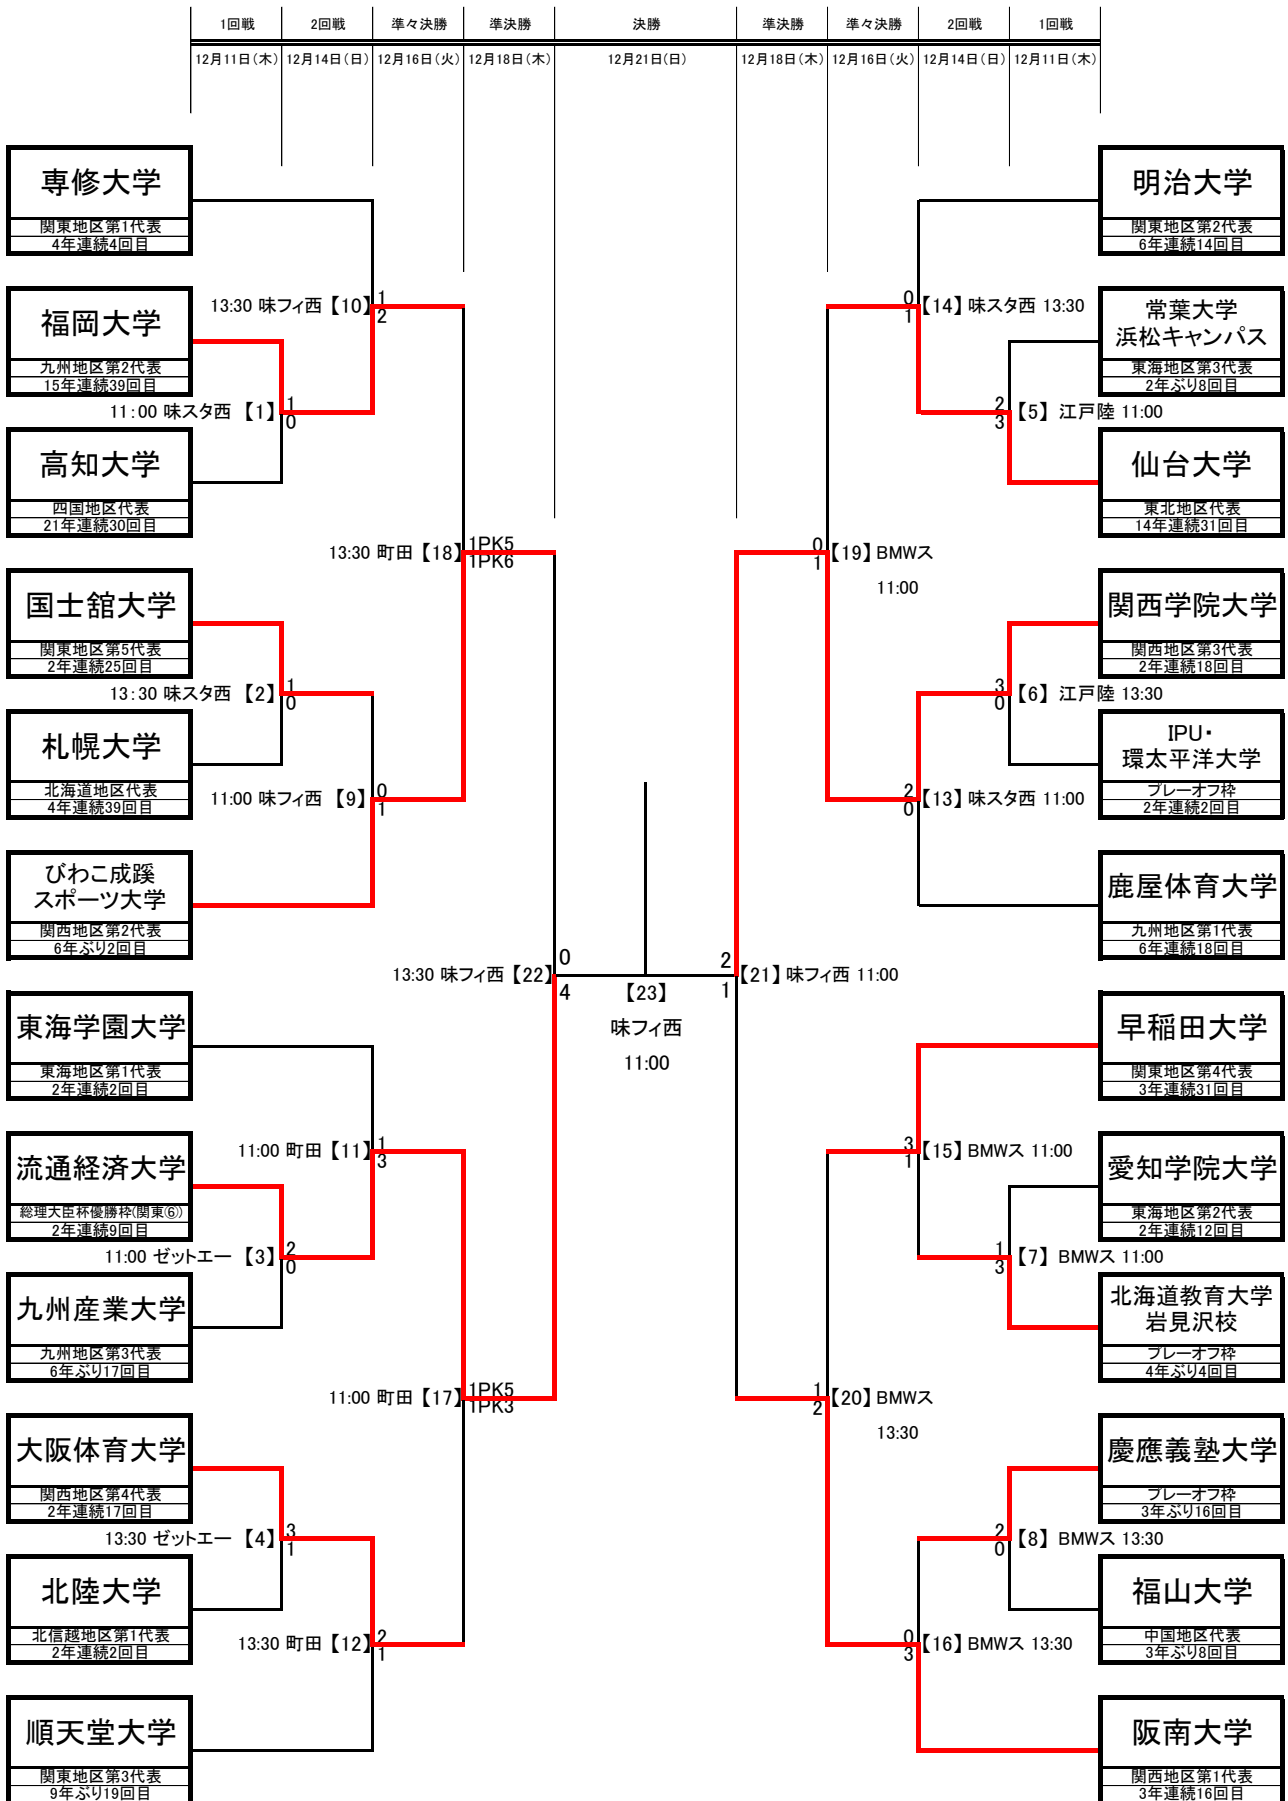 1回戦 2回戦 準々決勝 準決勝 決勝 準決勝 準々決勝 2回戦 1回戦
12月11日(木) 12月14日(日) 12月16日(火) 12月18日(木) 12月21日(日) 12月18日(木) 12月16日(火) 12月14日(日) 12月11日(木)
専修大学
関東地区第1代表
4年連続4回目
13:30 味フィ西 【10】
1
2
福岡大学
九州地区第2代表
15年連続39回目
11:00 味スタ西 【1】
1
0
高知大学
四国地区代表
21年連続30回目
13:30 町田 【18】
1PK5
1PK6
国士舘大学
関東地区第5代表
2年連続25回目
13:30 味スタ西 【2】
1
0
札幌大学
北海道地区代表
4年連続39回目
11:00 味フィ西 【9】
0
1
びわこ成蹊
スポーツ大学
関西地区第2代表
6年ぶり2回目
13:30 味フィ西 【22】
0
4
東海学園大学
東海地区第1代表
2年連続2回目
11:00 町田 【11】
1
3
流通経済大学
総理大臣杯優勝枠(関東⑥)
2年連続9回目
11:00 ゼットエー 【3】
2
0
九州産業大学
九州地区第3代表
6年ぶり17回目
11:00 町田 【17】
1PK5
1PK3
大阪体育大学
関西地区第4代表
2年連続17回目
13:30 ゼットエー 【4】
3
1
北陸大学
北信越地区第1代表
2年連続2回目
13:30 町田 【12】
2
1
順天堂大学
関東地区第3代表
9年ぶり19回目
【23】
味フィ西
11:00
明治大学
関東地区第2代表
6年連続14回目
0
1
【14】 味スタ西 13:30
常葉大学
浜松キャンパス
東海地区第3代表
2年ぶり8回目
2
3
【5】 江戸陸 11:00
仙台大学
東北地区代表
14年連続31回目
0
1
【19】 BMWス
11:00
関西学院大学
関西地区第3代表
2年連続18回目
3
0
【6】 江戸陸 13:30
IPU・
環太平洋大学
プレーオフ枠
2年連続2回目
2
0
【13】 味スタ西 11:00
鹿屋体育大学
九州地区第1代表
6年連続18回目
2
1
【21】 味フィ西 11:00
早稲田大学
関東地区第4代表
3年連続31回目
3
1
【15】 BMWス 11:00
愛知学院大学
東海地区第2代表
2年連続12回目
1
3
【7】 BMWス 11:00
北海道教育大学
岩見沢校
プレーオフ枠
4年ぶり4回目
1
2
【20】 BMWス
13:30
慶應義塾大学
プレーオフ枠
3年ぶり16回目
2
0
【8】 BMWス 13:30
福山大学
中国地区代表
3年ぶり8回目
0
3
【16】 BMWス 13:30
阪南大学
関西地区第1代表
3年連続16回目